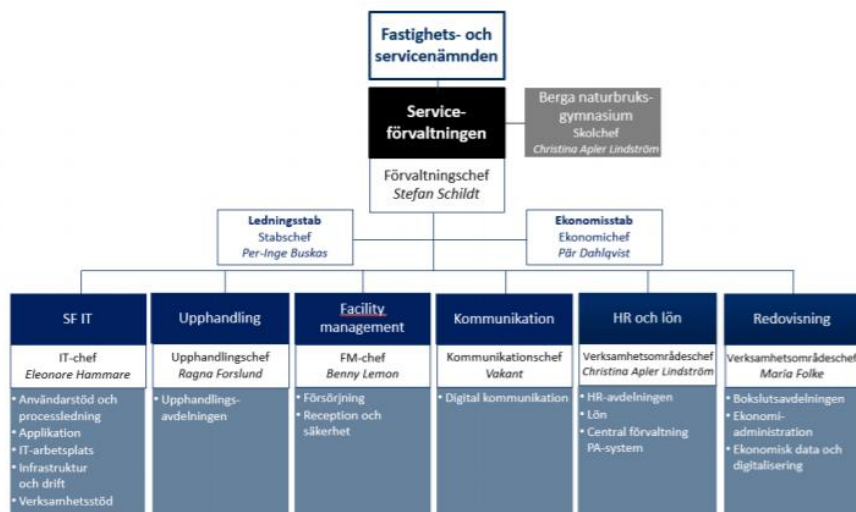 Fastighets- och
servicenämnden
Service-
förvaltningen
Förvaltningschef
Stefan Schildt
Berga naturbruks-
gymnasium
Skolchef
Christina Apler Lindström
Ledningsstab
Stabschef
Per-Inge Buskas
Ekonomistab
Ekonomichef
Pär Dahlqvist
SF IT
IT-chef
Eleonore Hammare
• Användarstöd och
processledning
• Applikation
• IT-arbetsplats
• Infrastruktur
och drift
• Verksamhetsstöd
Upphandling
Upphandlingschef
Ragna Forslund
• Upphandlings-
avdelningen
Facility
management
FM-chef
Benny Lemon
• Försörjning
• Reception och
säkerhet
Kommunikation
Kommunikationschef
Vakant
• Digital kommunikation
HR och lön
Verksamhetsområdeschef
Christina Apler Lindström
• HR-avdelningen
• Lön
• Central förvaltning
PA-system
Redovisning
Verksamhetsområdeschef
Maria Folke
• Bokslutsavdelningen
• Ekonomi-
administration
• Ekonomisk data och
digitalisering